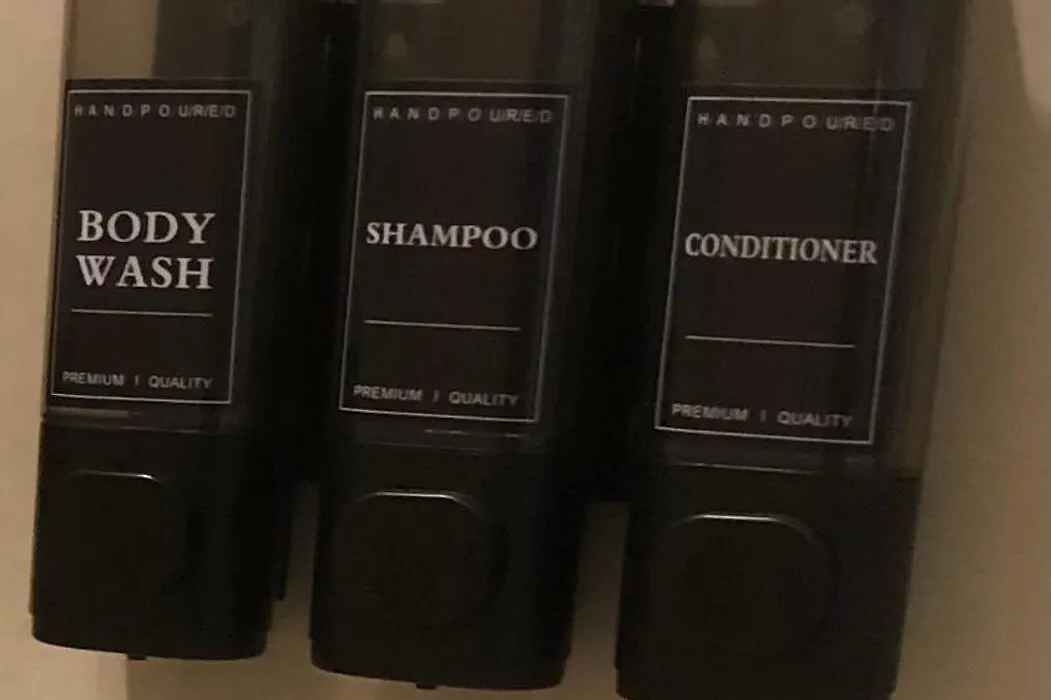 HANDPOURED
BODY
WASH
PREMIUM | QUALITY
HANDPOURED
SHAMPOO
PREMIUM | QUALITY
HANDPOURED
CONDITIONER
PREMIUM | QUALITY